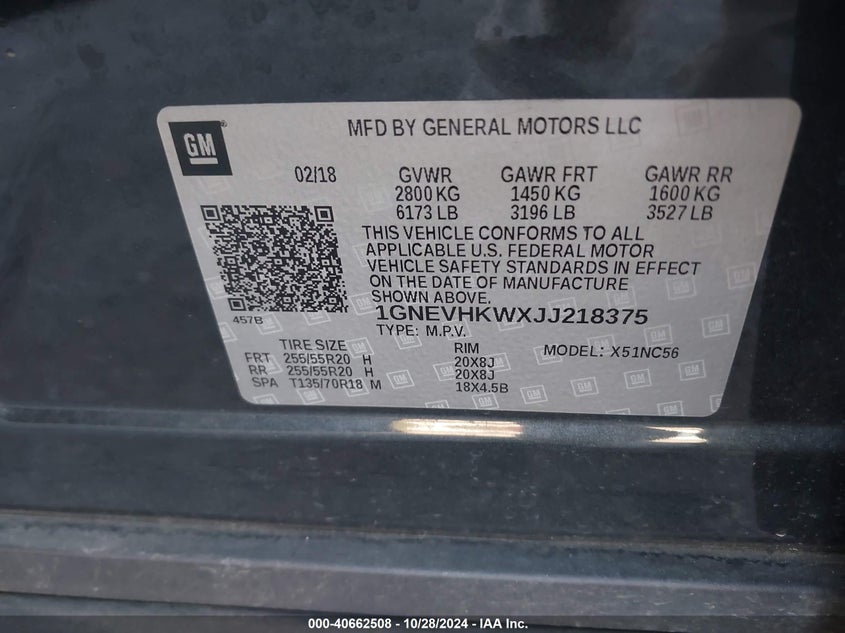 GM®
MFD BY GENERAL MOTORS LLC
02/18 GVWR GAWR FRT GAWR RR
2800 KG 1450 KG 1600 KG
6173 LB 3196 LB 3527 LB
THIS VEHICLE CONFORMS TO ALL
APPLICABLE U.S. FEDERAL MOTOR
VEHICLE SAFETY STANDARDS IN EFFECT
ON THE DATE OF MANUFACTURE
SHOWN ABOVE.
457B
1GNEVHKWXJJ218375
TYPE: M.P.V.
TIRE SIZE RIM MODEL: X51NC56
FRT 255/55R20 H 20X8J
RR 255/55R20 H 20X8J
SPA T135/70R18 M 18X4.5B
000-40662508 - 10/28/2024 - IAA Inc.